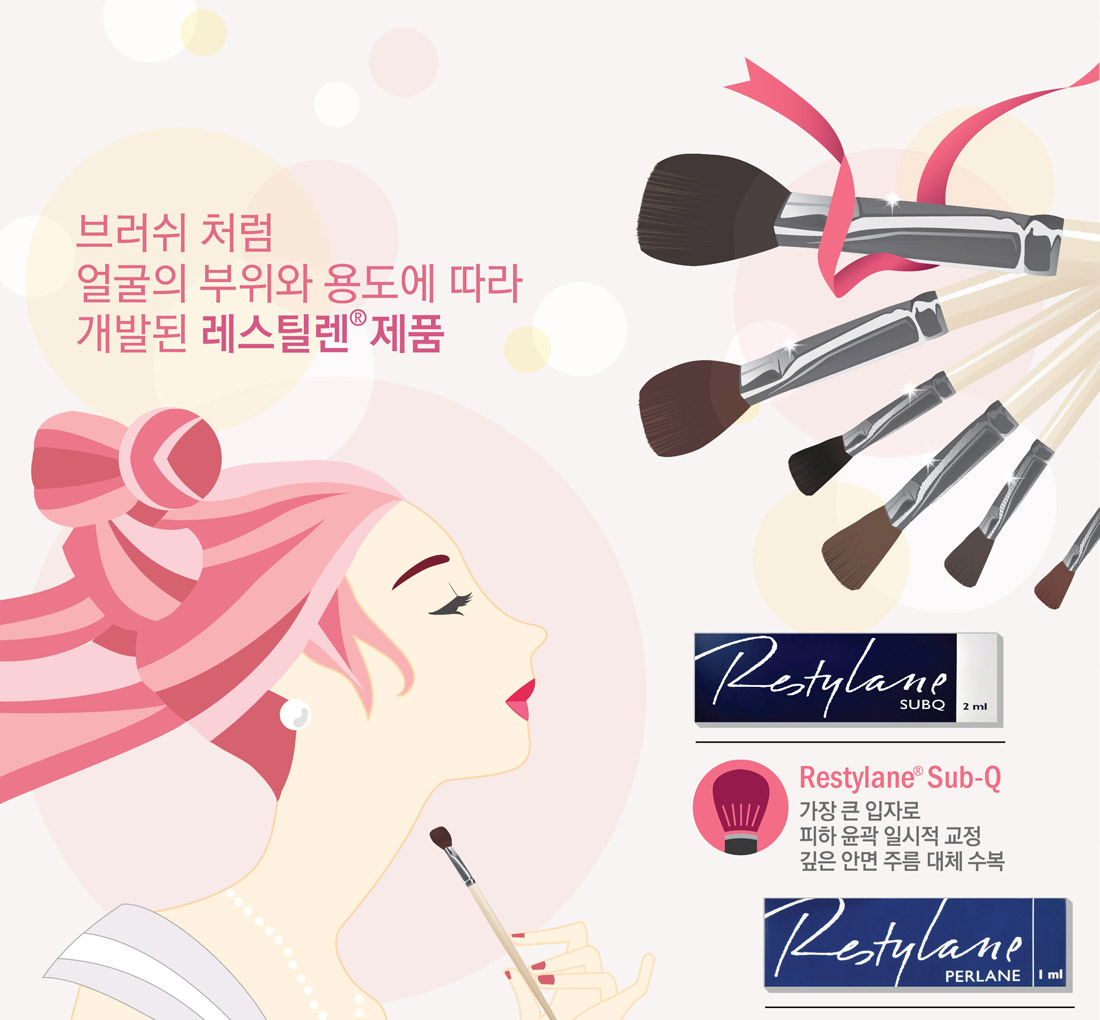 브러쉬 처럼
얼굴의 부위와 용도에 따라
개발된 레스틸렌® 제품
Restylane
SUBQ
2 ml
Restylane® Sub-Q
가장 큰 입자로
피하 윤곽 일시적 교정
깊은 안면 주름 대체 수복
Restylane
PERLANE
1 ml